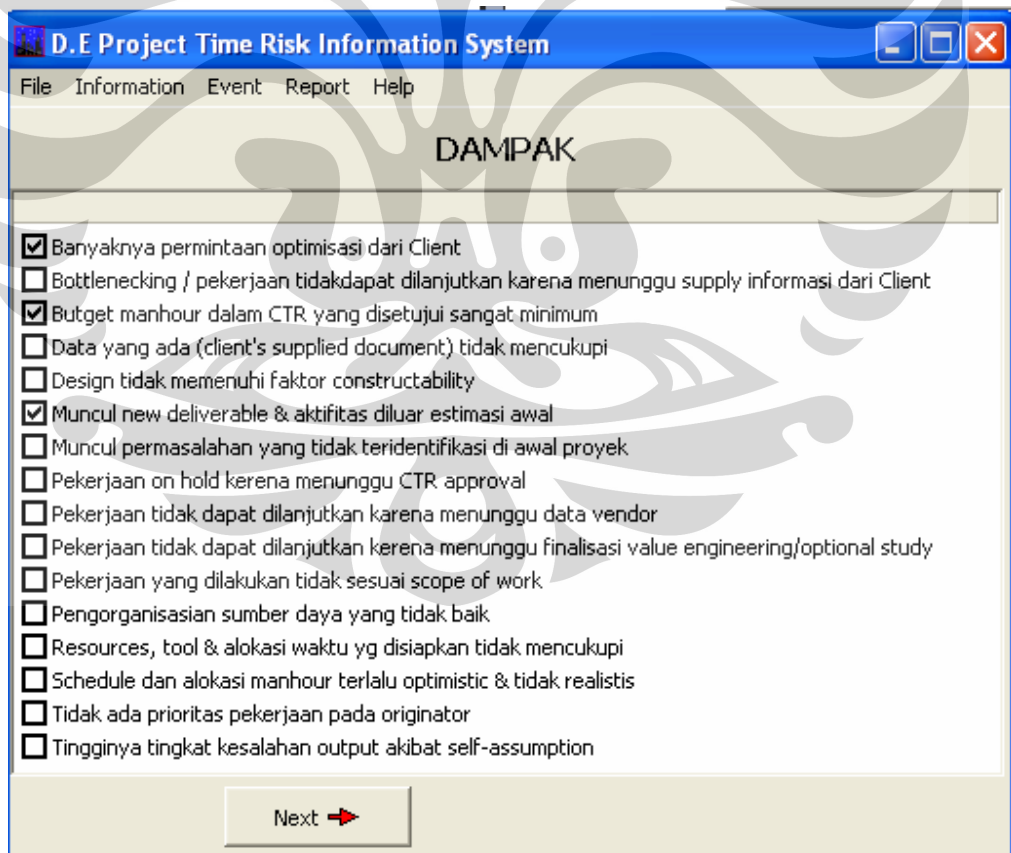 D.E Project Time Risk Information System
File Information Event Report Help
DAMPAK
Banyaknya permintaan optimisasi dari Client
Bottlenecking / pekerjaan tidakdapat dilanjutkan karena menunggu supply informasi dari Client
Butget manhour dalam CTR yang disetujui sangat minimum
Data yang ada (client's supplied document) tidak mencukupi
Design tidak memenuhi faktor constructability
Muncul new deliverable & aktifitas diluar estimasi awal
Muncul permasalahan yang tidak teridentifikasi di awal proyek
Pekerjaan on hold kerena menunggu CTR approval
Pekerjaan tidak dapat dilanjutkan karena menunggu data vendor
Pekerjaan tidak dapat dilanjutkan kerena menunggu finalisasi value engineering/optional study
Pekerjaan yang dilakukan tidak sesuai scope of work
Pengorganisasian sumber daya yang tidak baik
Resources, tool & alokasi waktu yg disiapkan tidak mencukupi
Schedule dan alokasi manhour terlalu optimistic & tidak realistis
Tidak ada prioritas pekerjaan pada originator
Tingginya tingkat kesalahan output akibat self-assumption
Next